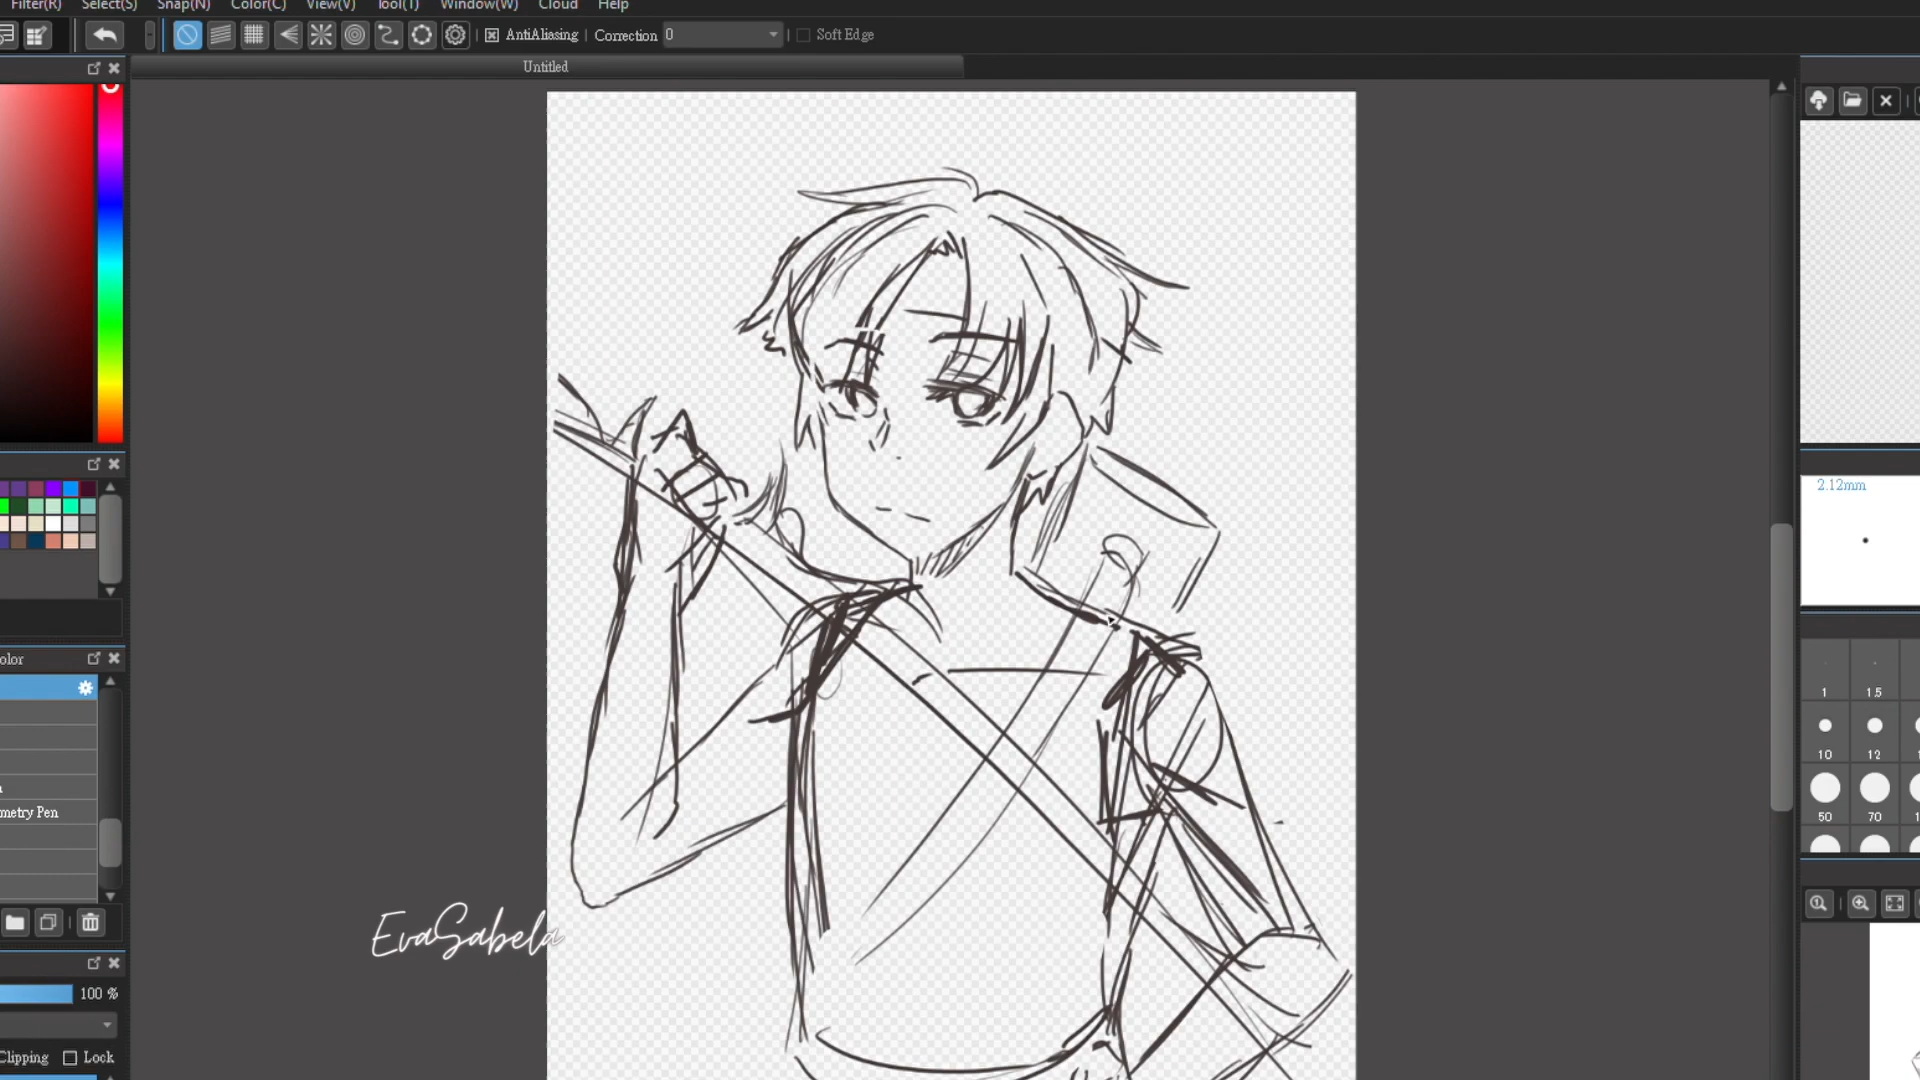 Filter(R) Select(S) Snap(N) Color(C) View(V) Tool(T) Window(W) Cloud Help
AntiAliasing Correction 0 Soft Edge
Untitled
2.12mm
olor
1 1.5
10 12
metry Pen
50 70
EvaSabela
100 %
Clipping Lock